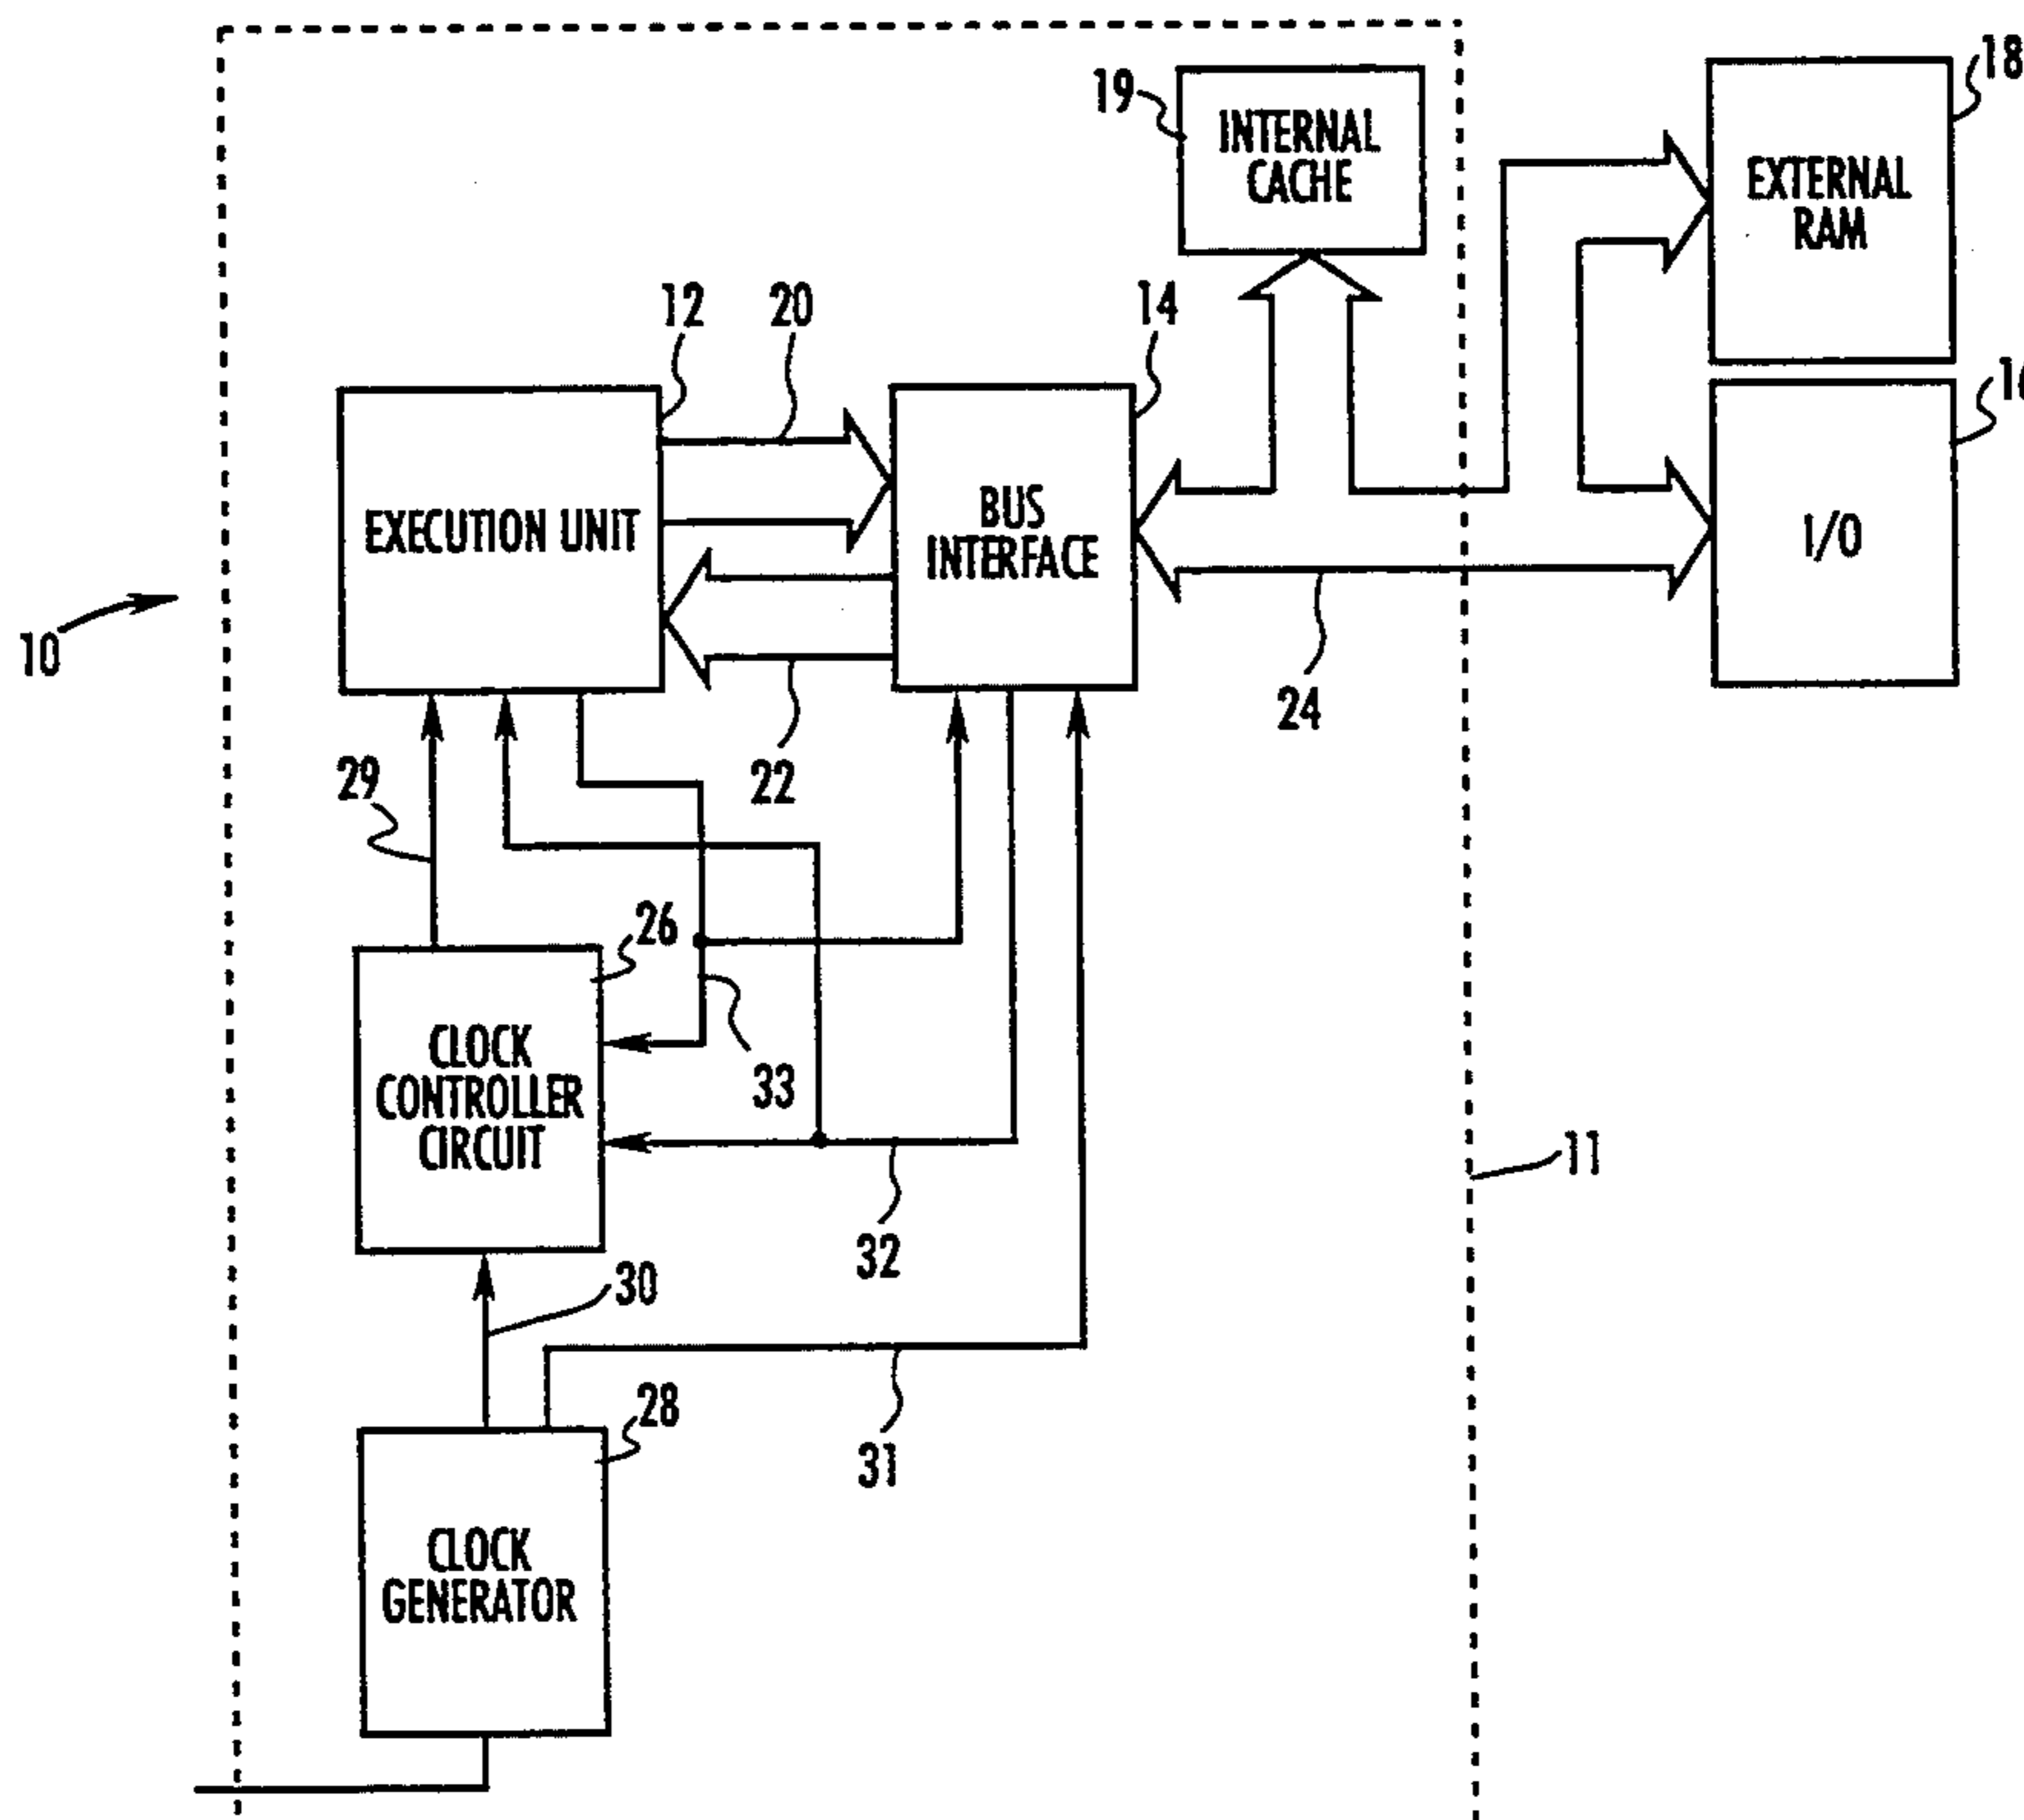 18
19
INTERNAL
CACHE
EXTERNAL
RAM
12
20
14
EXECUTION UNIT
BUS
INTERFACE
I/O
10
24
22
29
26
CLOCK
CONTROLLER
CIRCUIT
33
11
32
30
28
31
CLOCK
GENERATOR